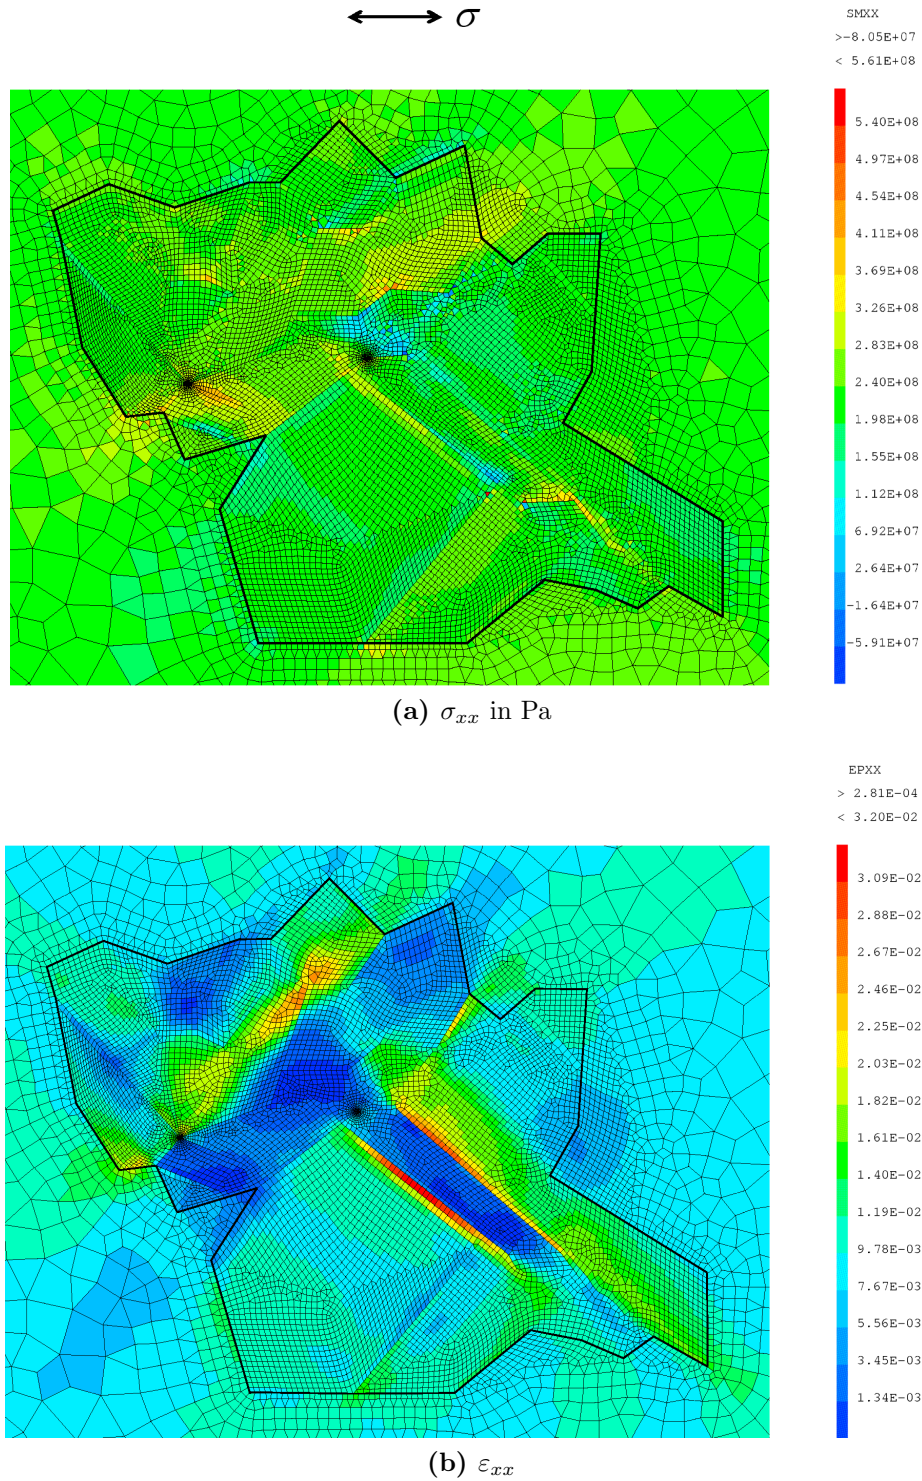 σ
SMXX
>-8.05E+07
< 5.61E+08
5.40E+08
4.97E+08
4.54E+08
4.11E+08
3.69E+08
3.26E+08
2.83E+08
2.40E+08
1.98E+08
1.55E+08
1.12E+08
6.92E+07
2.64E+07
-1.64E+07
-5.91E+07
(a) σxx in Pa
EPXX
> 2.81E-04
< 3.20E-02
3.09E-02
2.88E-02
2.67E-02
2.46E-02
2.25E-02
2.03E-02
1.82E-02
1.61E-02
1.40E-02
1.19E-02
9.78E-03
7.67E-03
5.56E-03
3.45E-03
1.34E-03
(b) εxx